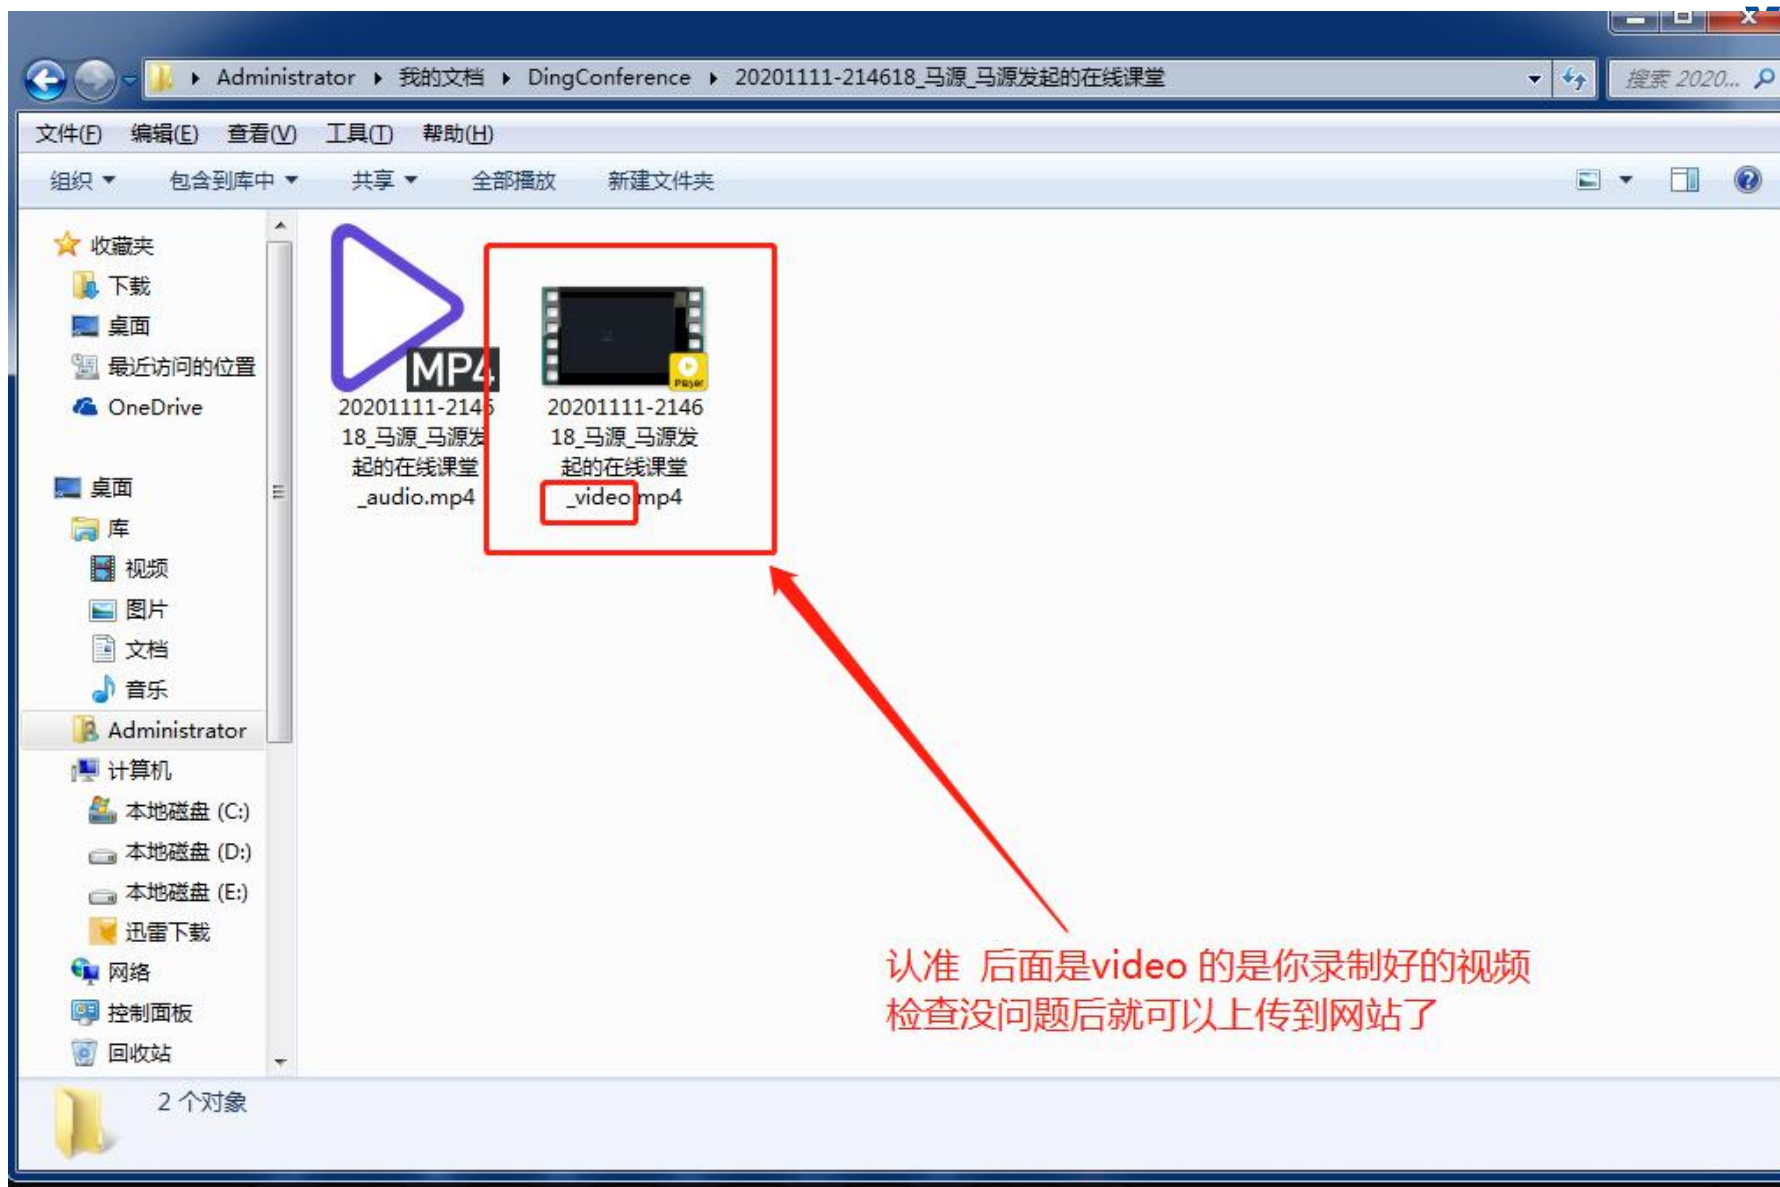 Administrator ▸ 我的文档 ▸ DingConference ▸ 20201111-214618_马源_马源发起的在线课堂
搜索 2020...
文件(F) 编辑(E) 查看(V) 工具(T) 帮助(H)
组织 包含到库中 共享 全部播放 新建文件夹
收藏夹
下载
桌面
最近访问的位置
OneDrive
桌面
库
视频
图片
文档
音乐
Administrator
计算机
本地磁盘 (C:)
本地磁盘 (D:)
本地磁盘 (E:)
迅雷下载
网络
控制面板
回收站
MP4
20201111-2146
18_马源_马源发
起的在线课堂
_audio.mp4
Player
20201111-2146
18_马源_马源发
起的在线课堂
_video.mp4
认准 后面是video 的是你录制好的视频
检查没问题后就可以上传到网站了
2 个对象